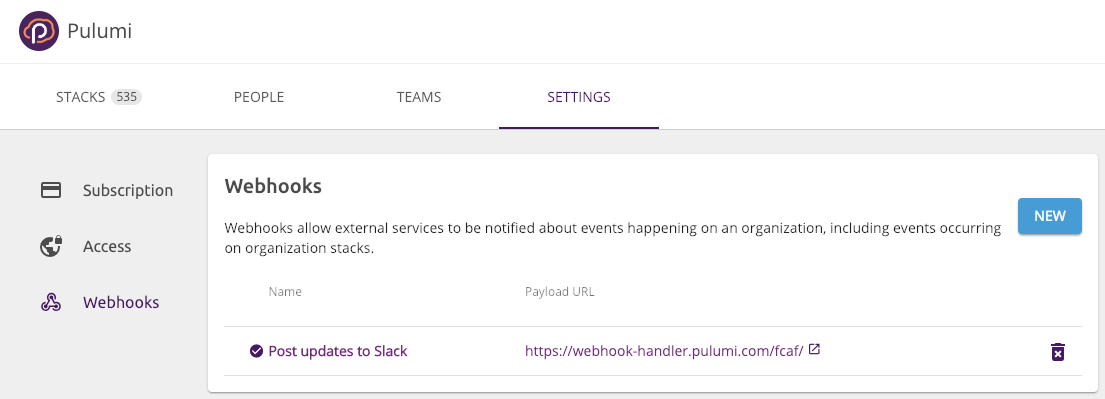 Pulumi
STACKS 535 PEOPLE TEAMS SETTINGS
Subscription
Access
Webhooks
Webhooks
NEW
Webhooks allow external services to be notified about events happening on an organization, including events occurring
on organization stacks.
Name Payload URL
Post updates to Slack https://webhook-handler.pulumi.com/fcaf/